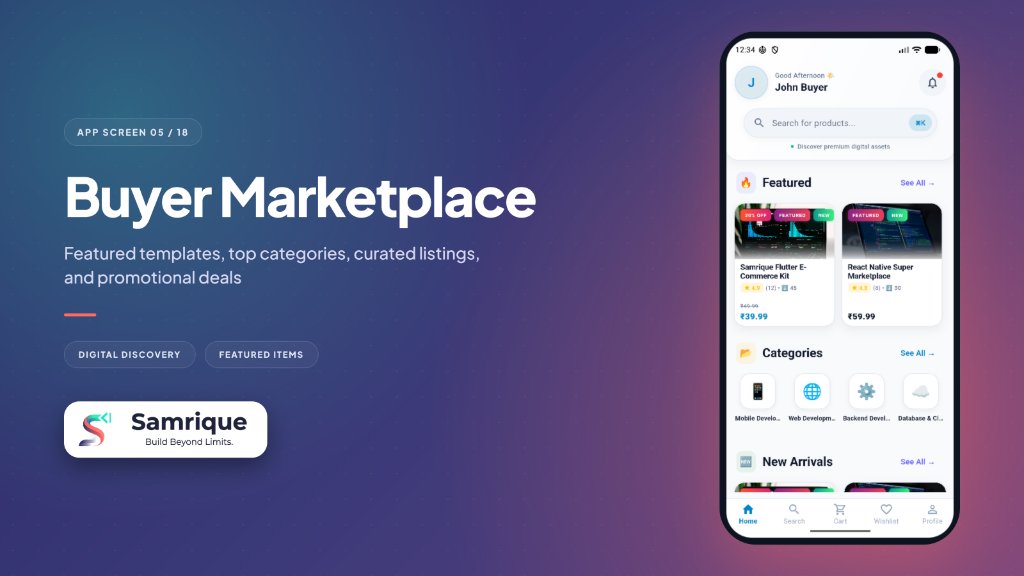 APP SCREEN 05 / 18
Buyer Marketplace
Featured templates, top categories, curated listings,
and promotional deals
DIGITAL DISCOVERY
FEATURED ITEMS
Samrique
Build Beyond Limits.
12:34
J
Good Afternoon
John Buyer
Search for products...
⌘K
Discover premium digital assets
Featured
See All →
FEATURED NEW
FEATURED NEW
Samrique Flutter E-
Commerce Kit
(12) • 45
₹39.99
React Native Super
Marketplace
₹59.99
Categories
See All →
Mobile Develo...
Web Developm...
Backend Devel...
Database & Cl...
NEW
New Arrivals
See All →
Home
Search
Cart
Wishlist
Profile